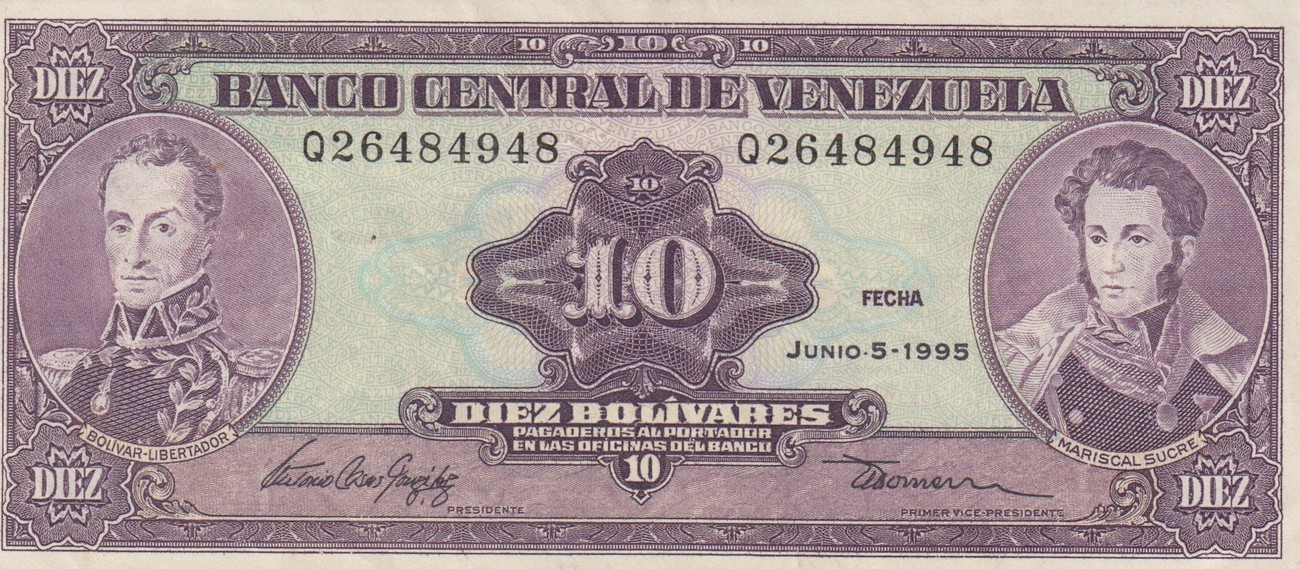 10 10 10
DIEZ DIEZ
BANCO CENTRAL DE VENEZUELA
Q26484948 Q26484948
10
10
FECHA
JUNIO-5-1995
DIEZ BOLÍVARES
PAGADEROS AL PORTADOR
EN LAS OFICINAS DEL BANCO
BOLIVAR-LIBERTADOR
MARISCAL SUCRE
10
DIEZ DIEZ
PRESIDENTE PRIMER VICE-PRESIDENTE